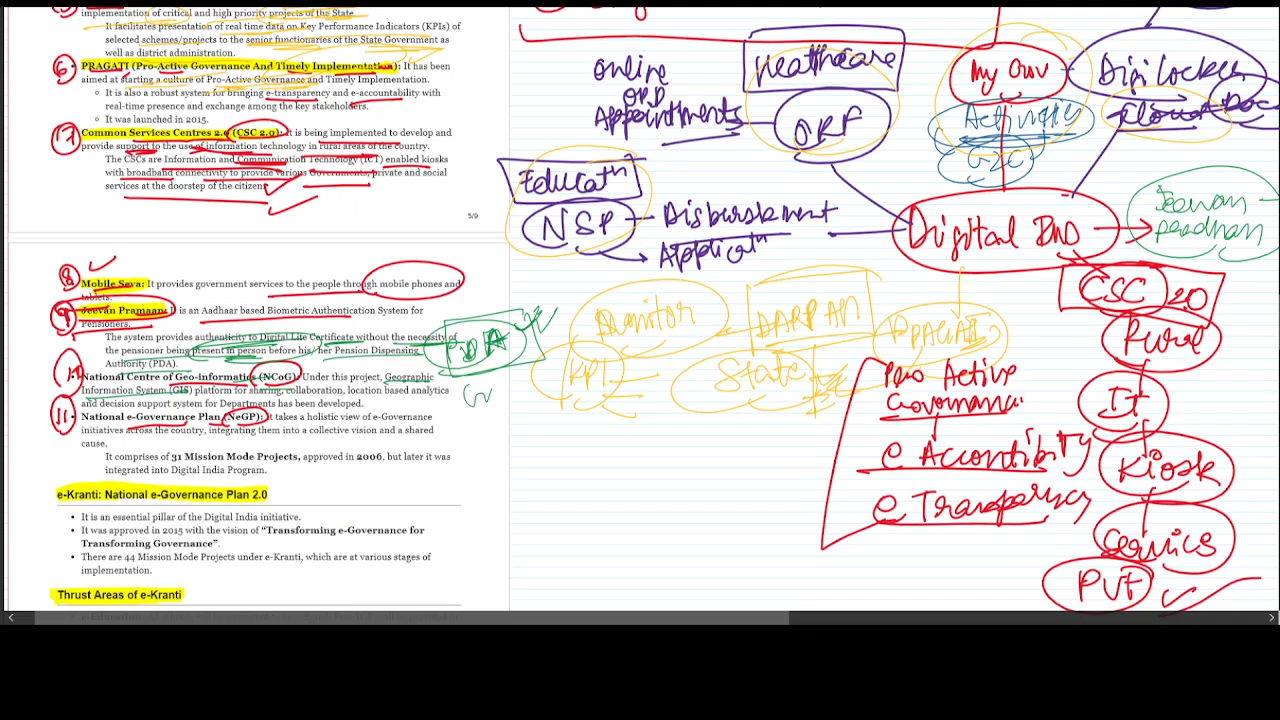 implementation of critical and high priority projects of the State.
It facilitates presentation of real time data on Key Performance Indicators (KPIs) of
selected schemes/projects to the senior functionaries of the State Government as
well as district administration.
6 PRAGATI (Pro-Active Governance And Timely Implementation): It has been
aimed at starting a culture of Pro-Active Governance and Timely Implementation.
It is also a robust system for bringing e-transparency and e-accountability with
real-time presence and exchange among the key stakeholders.
It was launched in 2015.
7 Common Services Centres 2.0 (CSC 2.0): It is being implemented to develop and
provide support to the use of information technology in rural areas of the country.
The CSCs are Information and Communication Technology (ICT) enabled kiosks
with broadband connectivity to provide various Governments, private and social
services at the doorstep of the citizen.
5/9
8 Mobile Seva: It provides government services to the people through mobile phones and
tablets.
9 Jeevan Pramaan: It is an Aadhaar based Biometric Authentication System for
Pensioners.
The system provides authenticity to Digital Life Certificate without the necessity of
the pensioner being present in person before his/ her Pension Dispensing
Authority (PDA).
National Centre of Geo-Informatics (NCoG): Under this project, Geographic
Information System (GIS) platform for sharing, collaboration, location based analytics
and decision support system for Departments has been developed.
11 National e-Governance Plan (NeGP): It takes a holistic view of e-Governance
initiatives across the country, integrating them into a collective vision and a shared
cause.
It comprises of 31 Mission Mode Projects, approved in 2006, but later it was
integrated into Digital India Program.
e-Kranti: National e-Governance Plan 2.0
It is an essential pillar of the Digital India initiative.
It was approved in 2015 with the vision of “Transforming e-Governance for
Transforming Governance”.
There are 44 Mission Mode Projects under e-Kranti, which are at various stages of
implementation.
Thrust Areas of e-Kranti
PDA
Online
Appointments
Healthcare
ORF
My Gov
G2C
Digi Locker
Cloud Doc
Educatn
NSP
Disbursement
Applicatn
Digital Ind
Jeevan
Pramaan
CSC 2.0
Monitor
DARPAN
PRAGATI
KPI
State
Pro Active
Governance
e Accontiblity
e Transparency
Rural
It
Kiosk
Services
Pvt